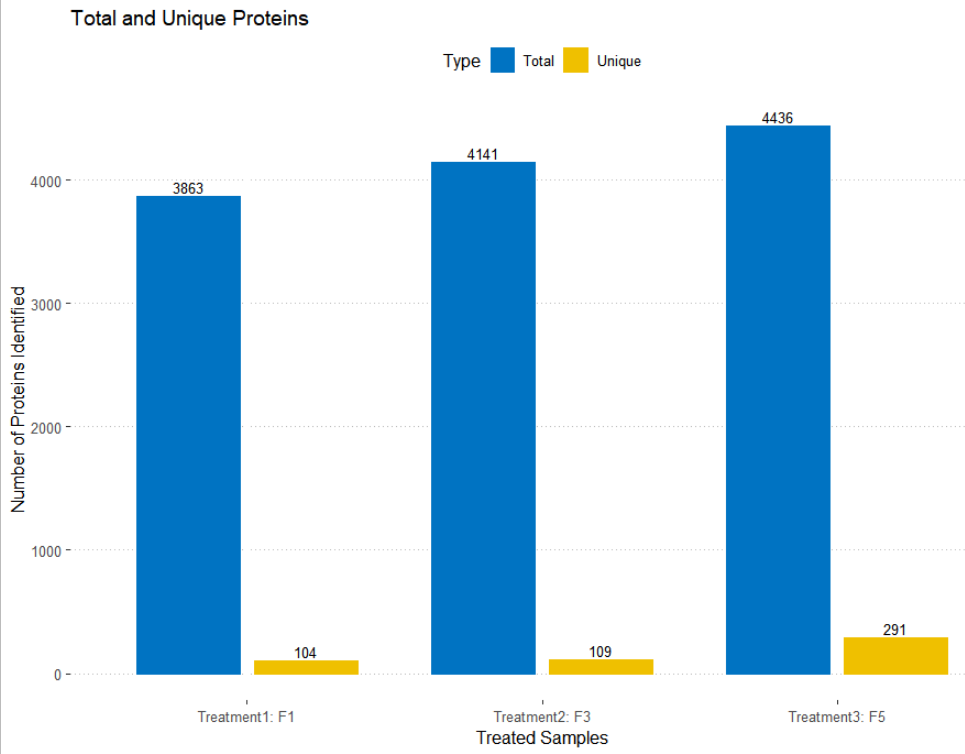 Total and Unique Proteins
Type Total Unique
Number of Proteins Identified
4000
3000
2000
1000
0
3863
104
4141
109
4436
291
Treatment1: F1
Treatment2: F3
Treatment3: F5
Treated Samples